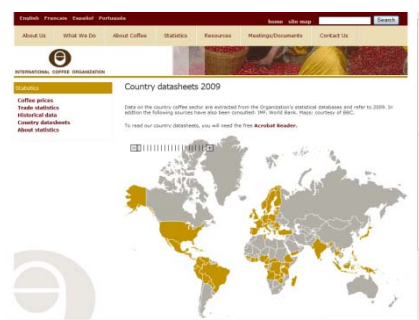 English Francais Español Português
home site map
Search
About Us What We Do About Coffee Statistics Resources Meetings/Documents Contact Us
INTERNATIONAL COFFEE ORGANIZATION
Statistics
Coffee prices
Trade statistics
Historical data
Country datasheets
About statistics
Country datasheets 2009
Data on the country coffee sector are extracted from the Organization's statistical databases and refer to 2009. In
addition the following sources have also been consulted: IMF, World Bank. Maps: courtesy of BBC.
To read our country datasheets, you will need the free Acrobat Reader.